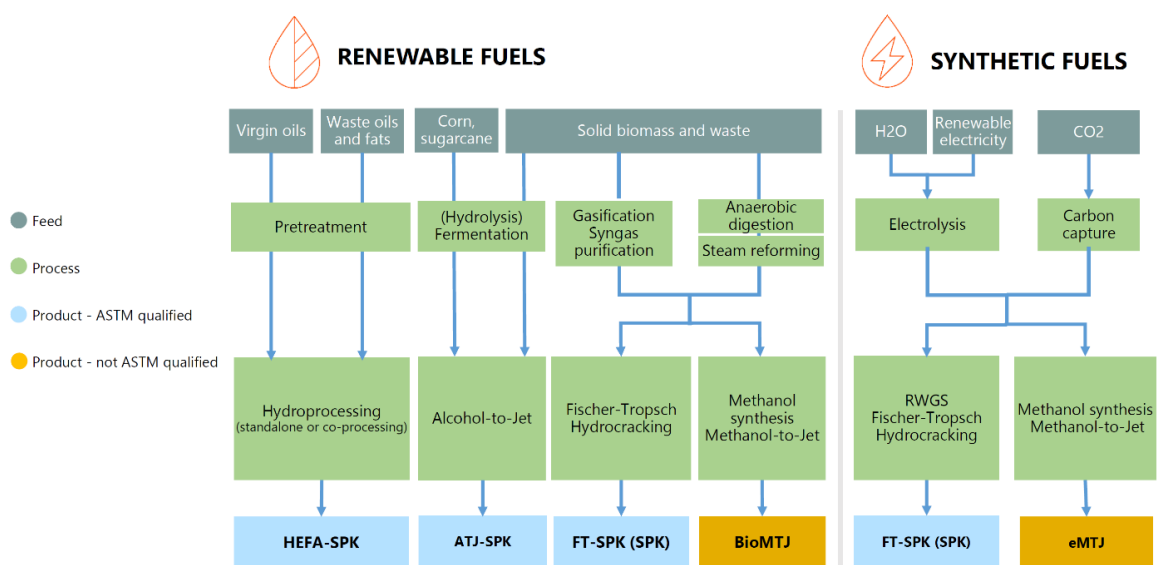 RENEWABLE FUELS
SYNTHETIC FUELS
Virgin oils
Waste oils
and fats
Corn,
sugarcane
Solid biomass and waste
H2O
Renewable
electricity
CO2
Feed
Process
Product - ASTM qualified
Product - not ASTM qualified
Pretreatment
(Hydrolysis)
Fermentation
Gasification
Syngas
purification
Anaerobic
digestion
Steam reforming
Electrolysis
Carbon
capture
Hydroprocessing
(standalone or co-processing)
Alcohol-to-Jet
Fischer-Tropsch
Hydrocracking
Methanol
synthesis
Methanol-to-Jet
RWGS
Fischer-Tropsch
Hydrocracking
Methanol synthesis
Methanol-to-Jet
HEFA-SPK
ATJ-SPK
FT-SPK (SPK)
BioMTJ
FT-SPK (SPK)
eMTJ